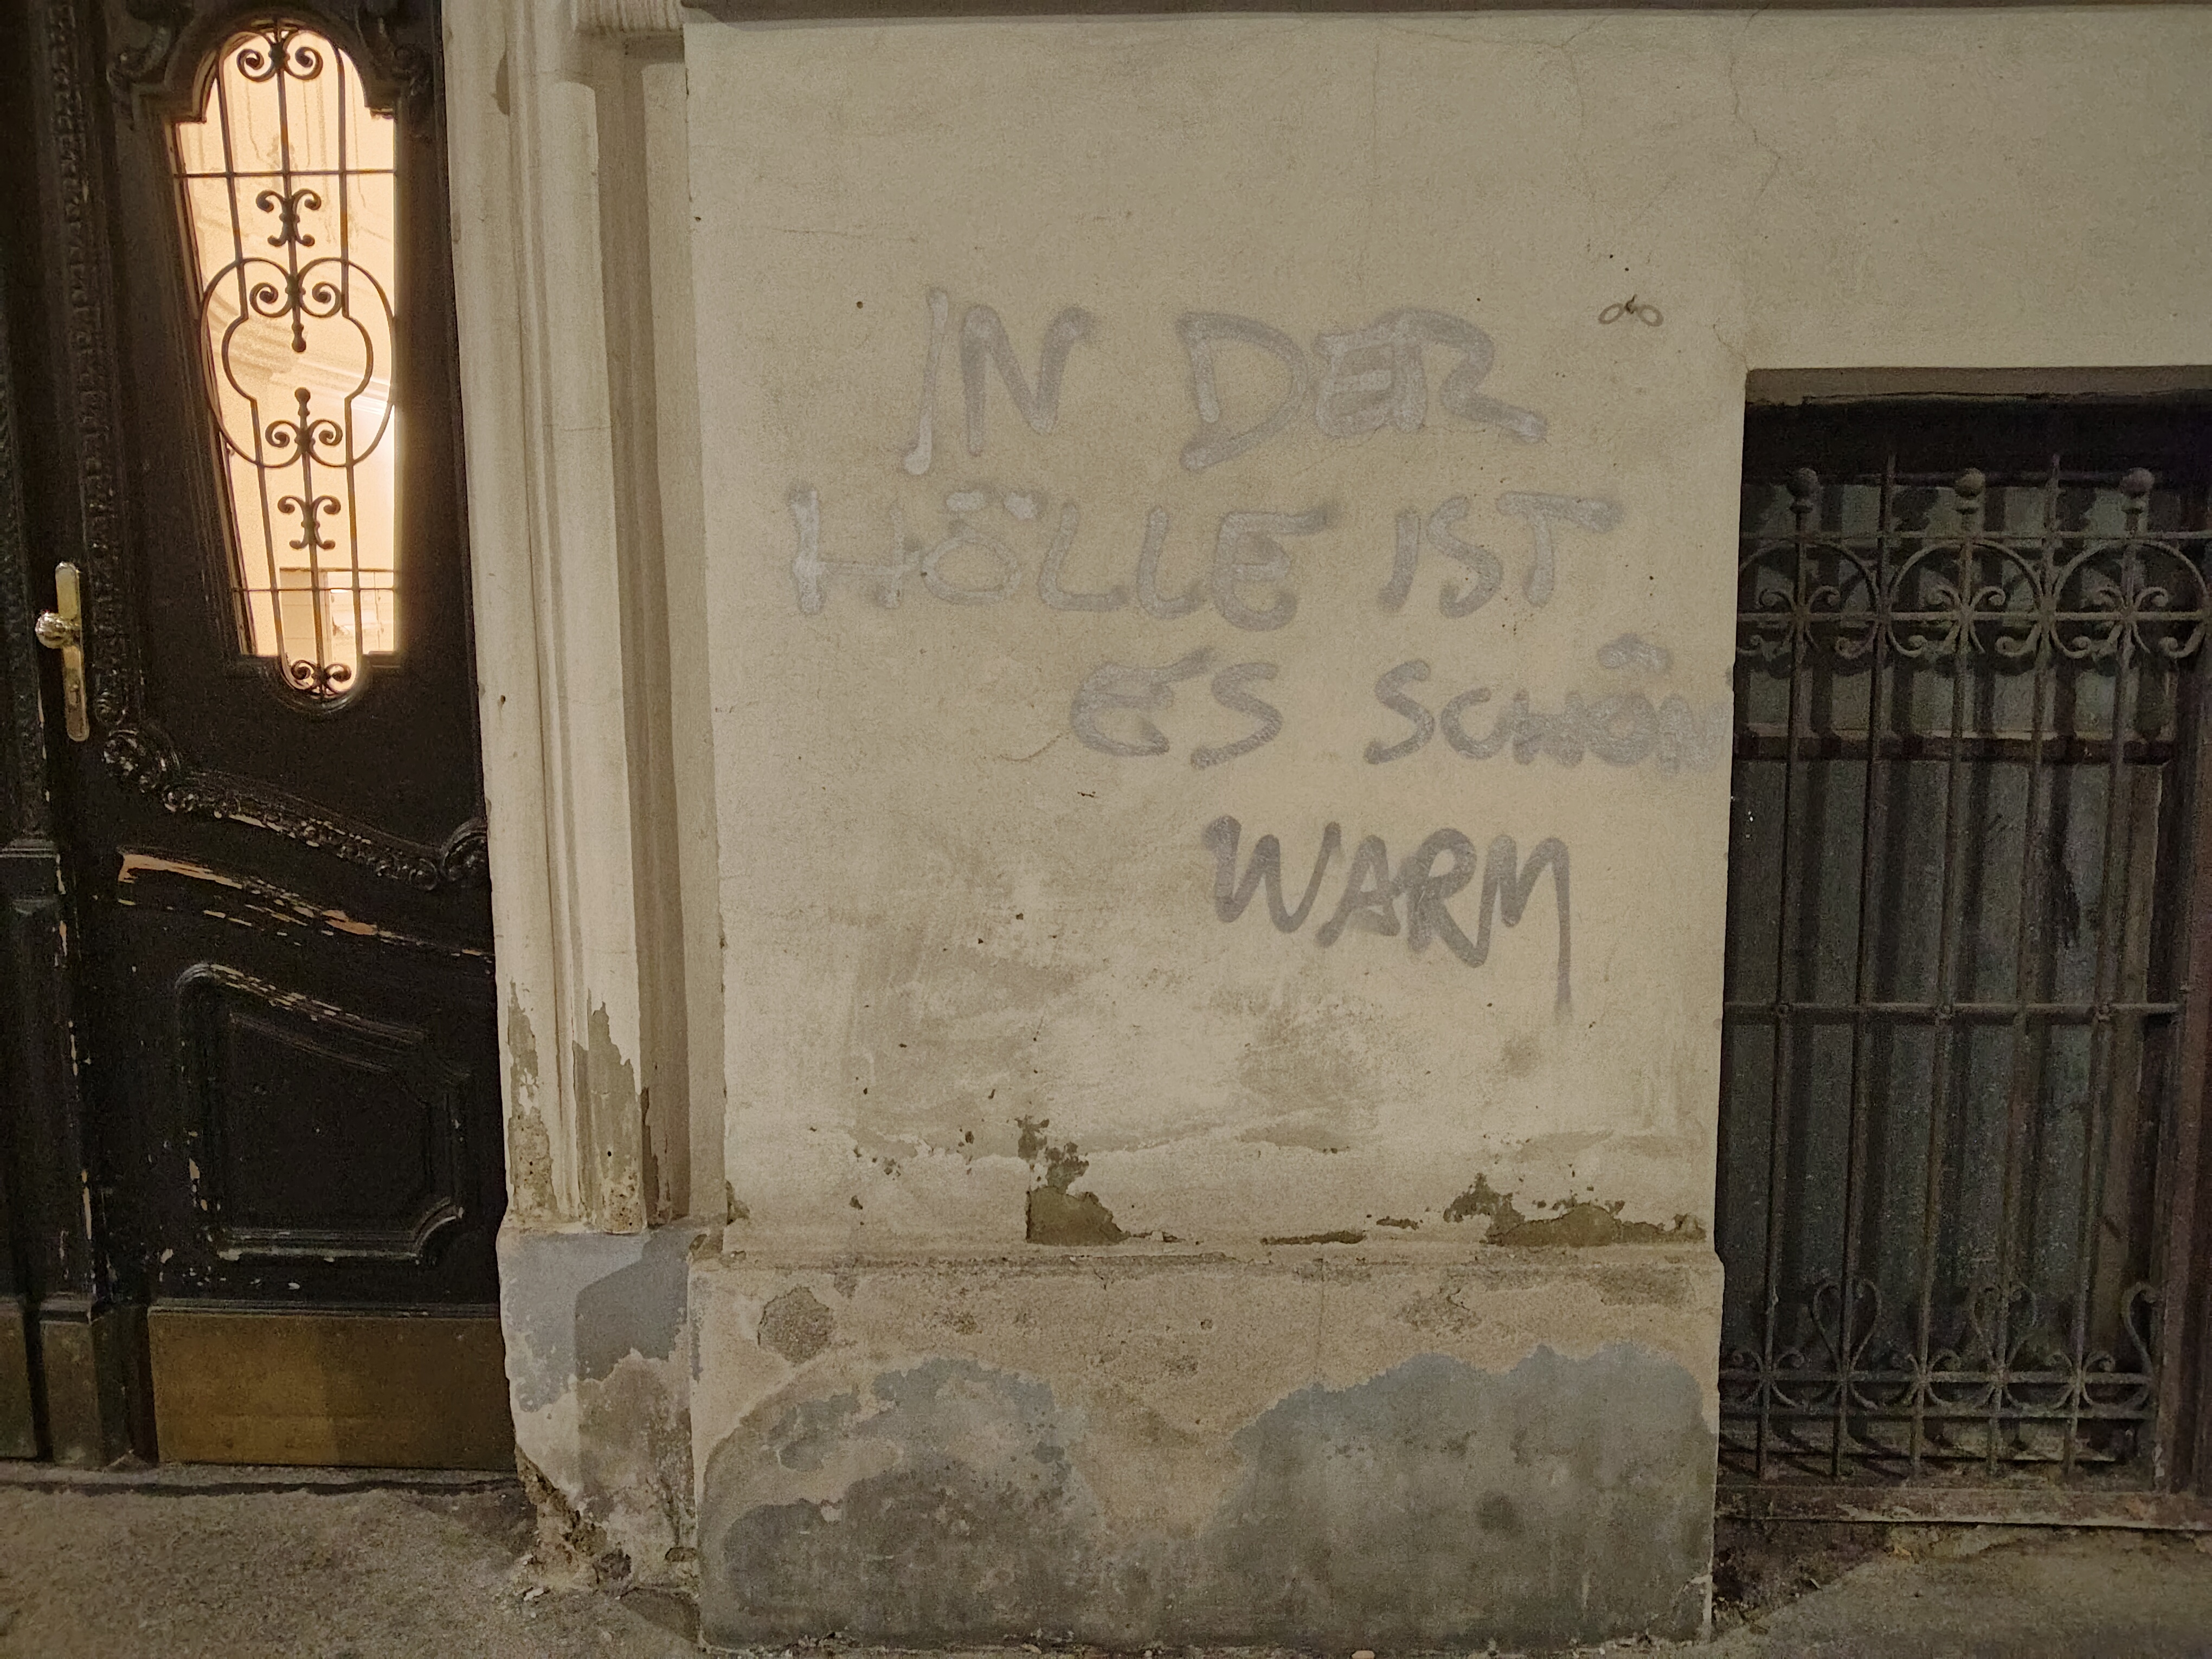 IN DER
HÖLLE IST
ES SCHÖN
WARM